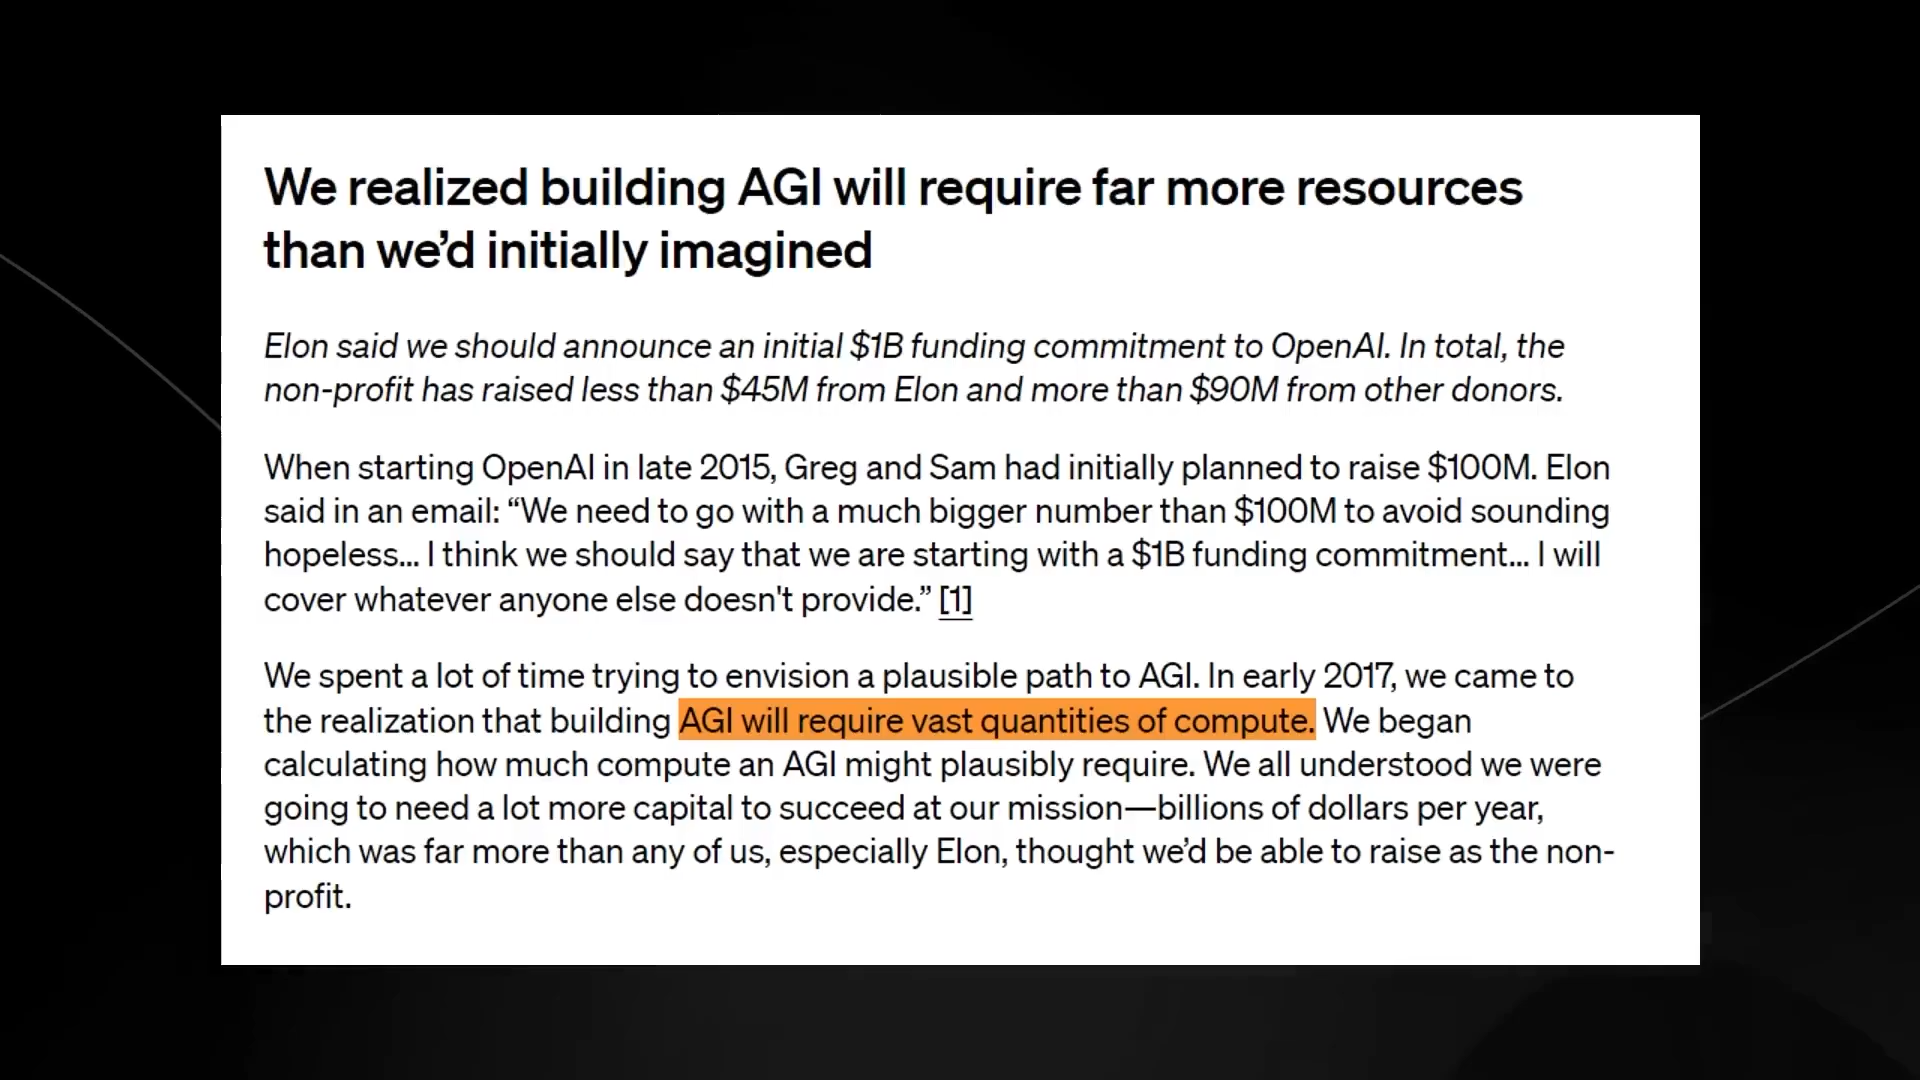 We realized building AGI will require far more resources
than we’d initially imagined
Elon said we should announce an initial $1B funding commitment to OpenAI. In total, the
non-profit has raised less than $45M from Elon and more than $90M from other donors.
When starting OpenAI in late 2015, Greg and Sam had initially planned to raise $100M. Elon
said in an email: “We need to go with a much bigger number than $100M to avoid sounding
hopeless… I think we should say that we are starting with a $1B funding commitment… I will
cover whatever anyone else doesn't provide.” [1]
We spent a lot of time trying to envision a plausible path to AGI. In early 2017, we came to
the realization that building AGI will require vast quantities of compute. We began
calculating how much compute an AGI might plausibly require. We all understood we were
going to need a lot more capital to succeed at our mission—billions of dollars per year,
which was far more than any of us, especially Elon, thought we’d be able to raise as the non-
profit.